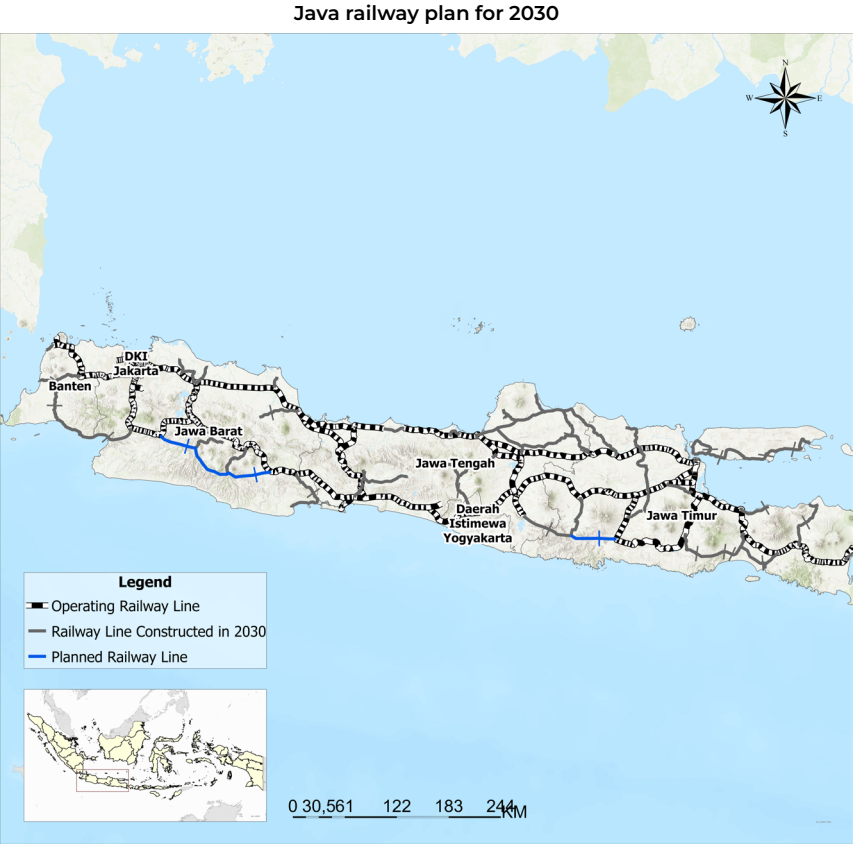 Java railway plan for 2030
N
W E
S
DKI
Jakarta
Banten
Jawa Barat
Jawa Tengah
Daerah
Istimewa
Yogyakarta
Jawa Timur
Legend
Operating Railway Line
Railway Line Constructed in 2030
Planned Railway Line
0 30,561 122 183 244
KM